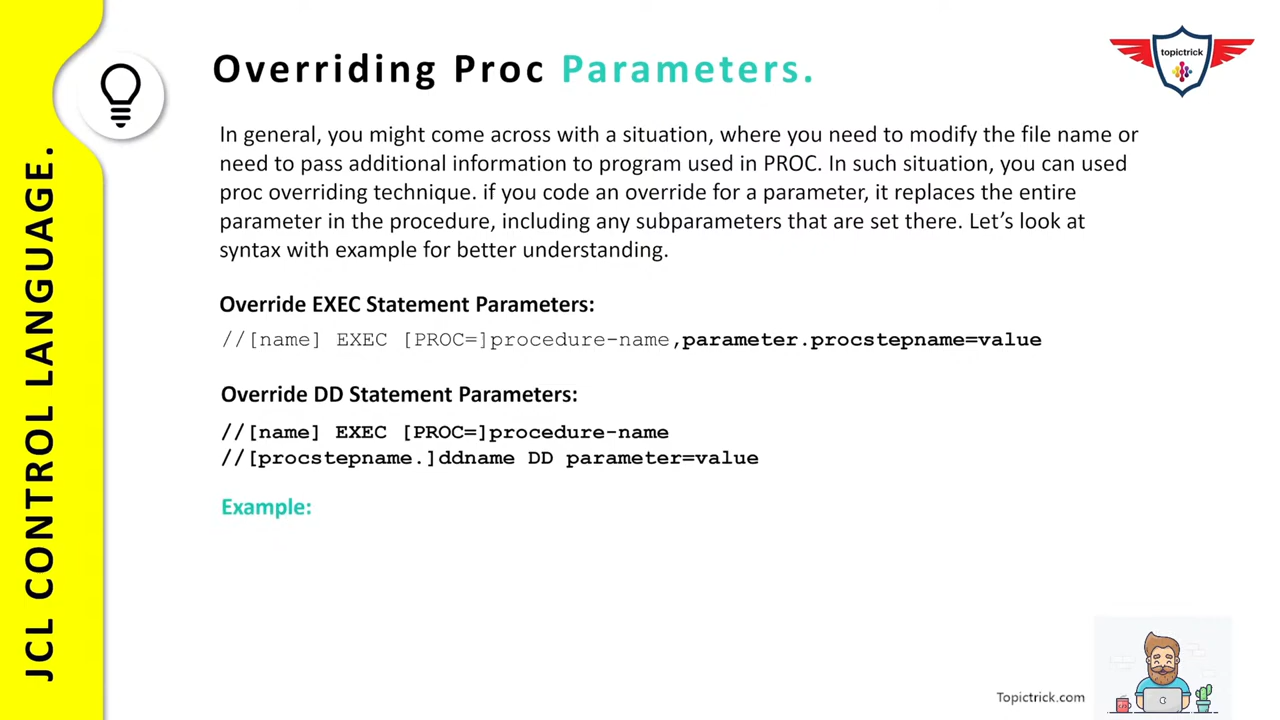 JCL CONTROL LANGUAGE.
Overriding Proc Parameters.
topictrick
In general, you might come across with a situation, where you need to modify the file name or
need to pass additional information to program used in PROC. In such situation, you can used
proc overriding technique. if you code an override for a parameter, it replaces the entire
parameter in the procedure, including any subparameters that are set there. Let’s look at
syntax with example for better understanding.
Override EXEC Statement Parameters:
//[name] EXEC [PROC=]procedure-name,parameter.procstepname=value
Override DD Statement Parameters:
//[name] EXEC [PROC=]procedure-name
//[procstepname.]ddname DD parameter=value
Example:
Topictrick.com